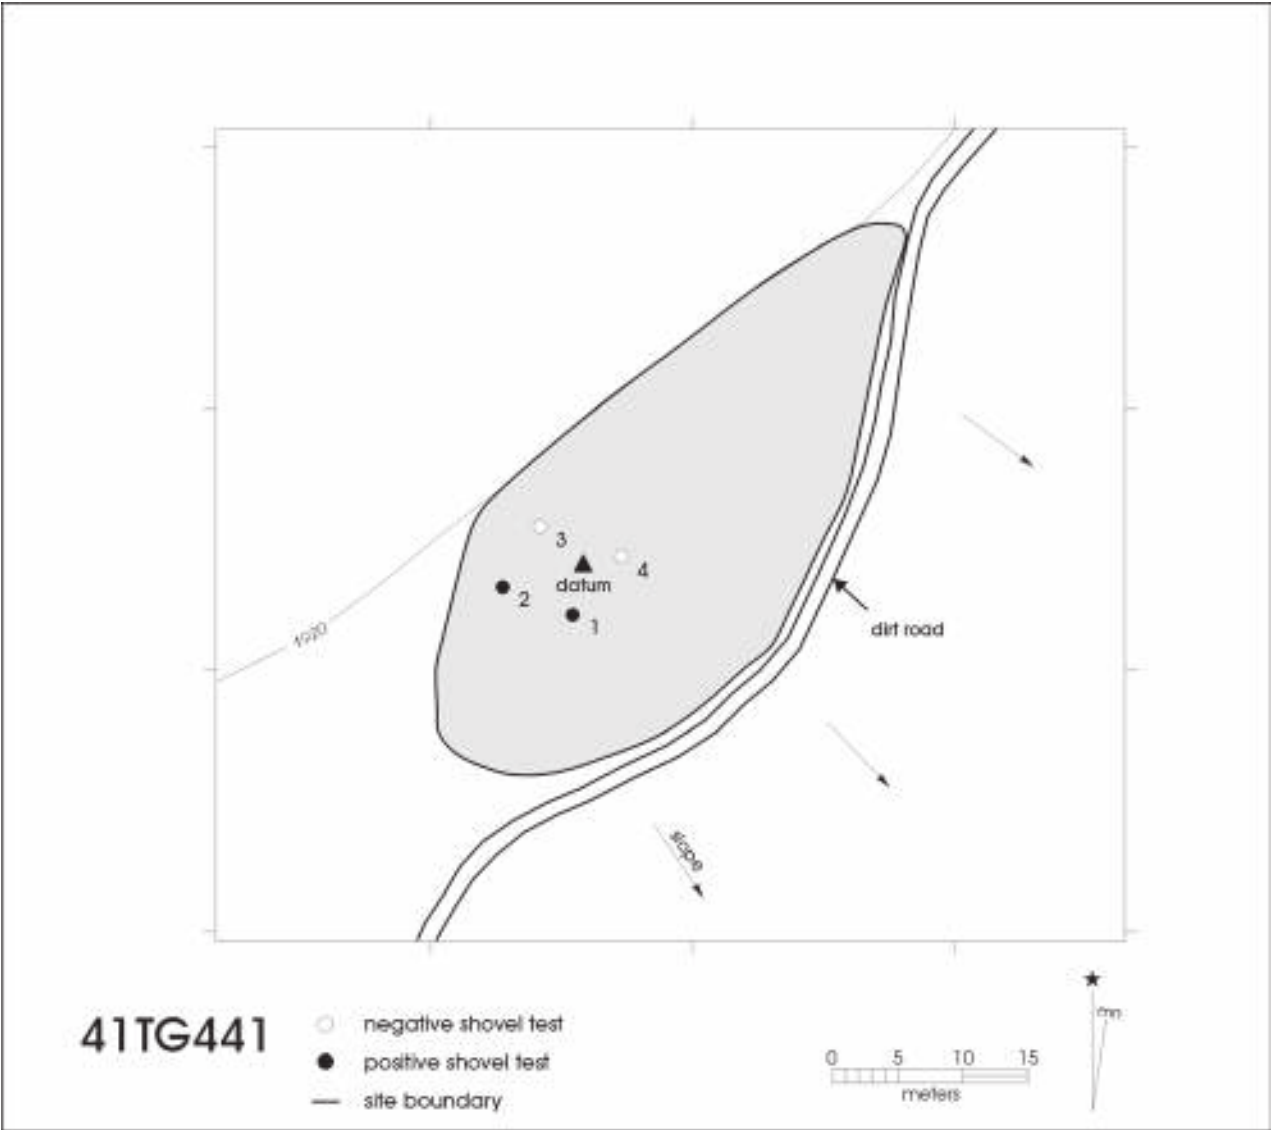 3
4
datum
2
1
1920
dirt road
slope
41TG441
negative shovel test
positive shovel test
site boundary
0 5 10 15
meters
mn